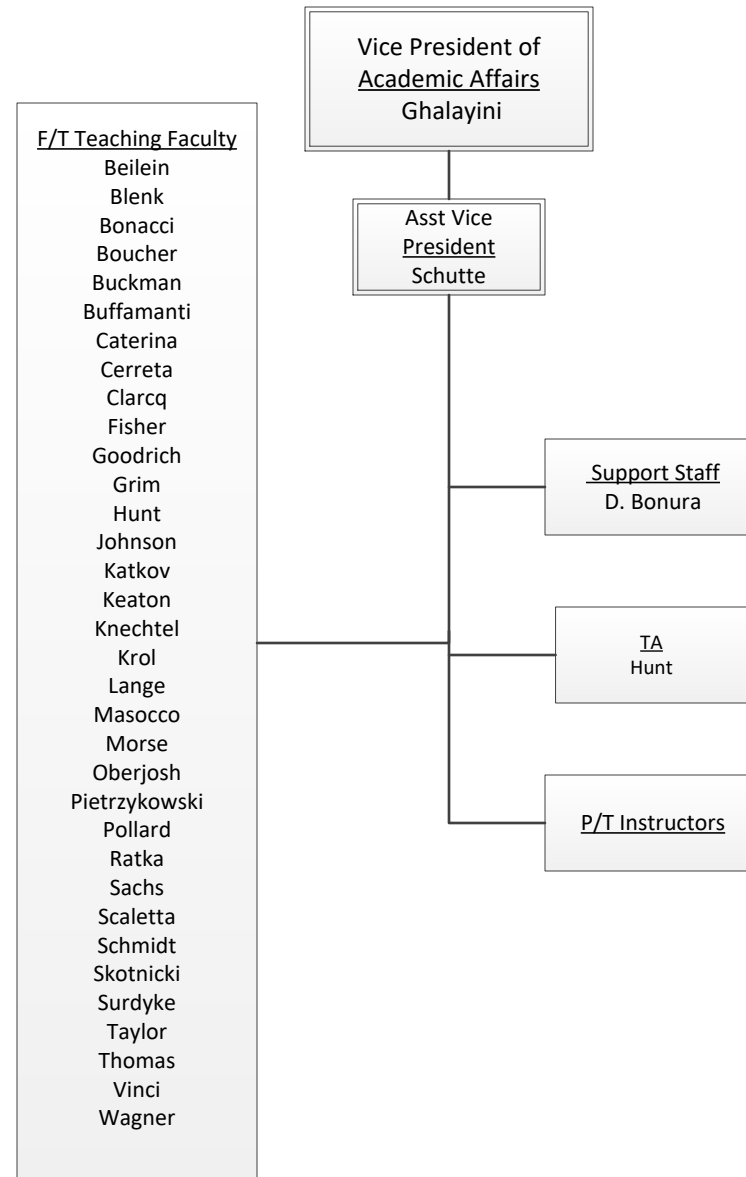 Vice President of
Academic Affairs
Ghalayini
Asst Vice
President
Schutte
F/T Teaching Faculty
Beilein
Blenk
Bonacci
Boucher
Buckman
Buffamanti
Caterina
Cerreta
Clarcq
Fisher
Goodrich
Grim
Hunt
Johnson
Katkov
Keaton
Knechtel
Krol
Lange
Masocco
Morse
Oberjosh
Pietrzykowski
Pollard
Ratka
Sachs
Scaletta
Schmidt
Skotnicki
Surdyke
Taylor
Thomas
Vinci
Wagner
Support Staff
D. Bonura
TA
Hunt
P/T Instructors